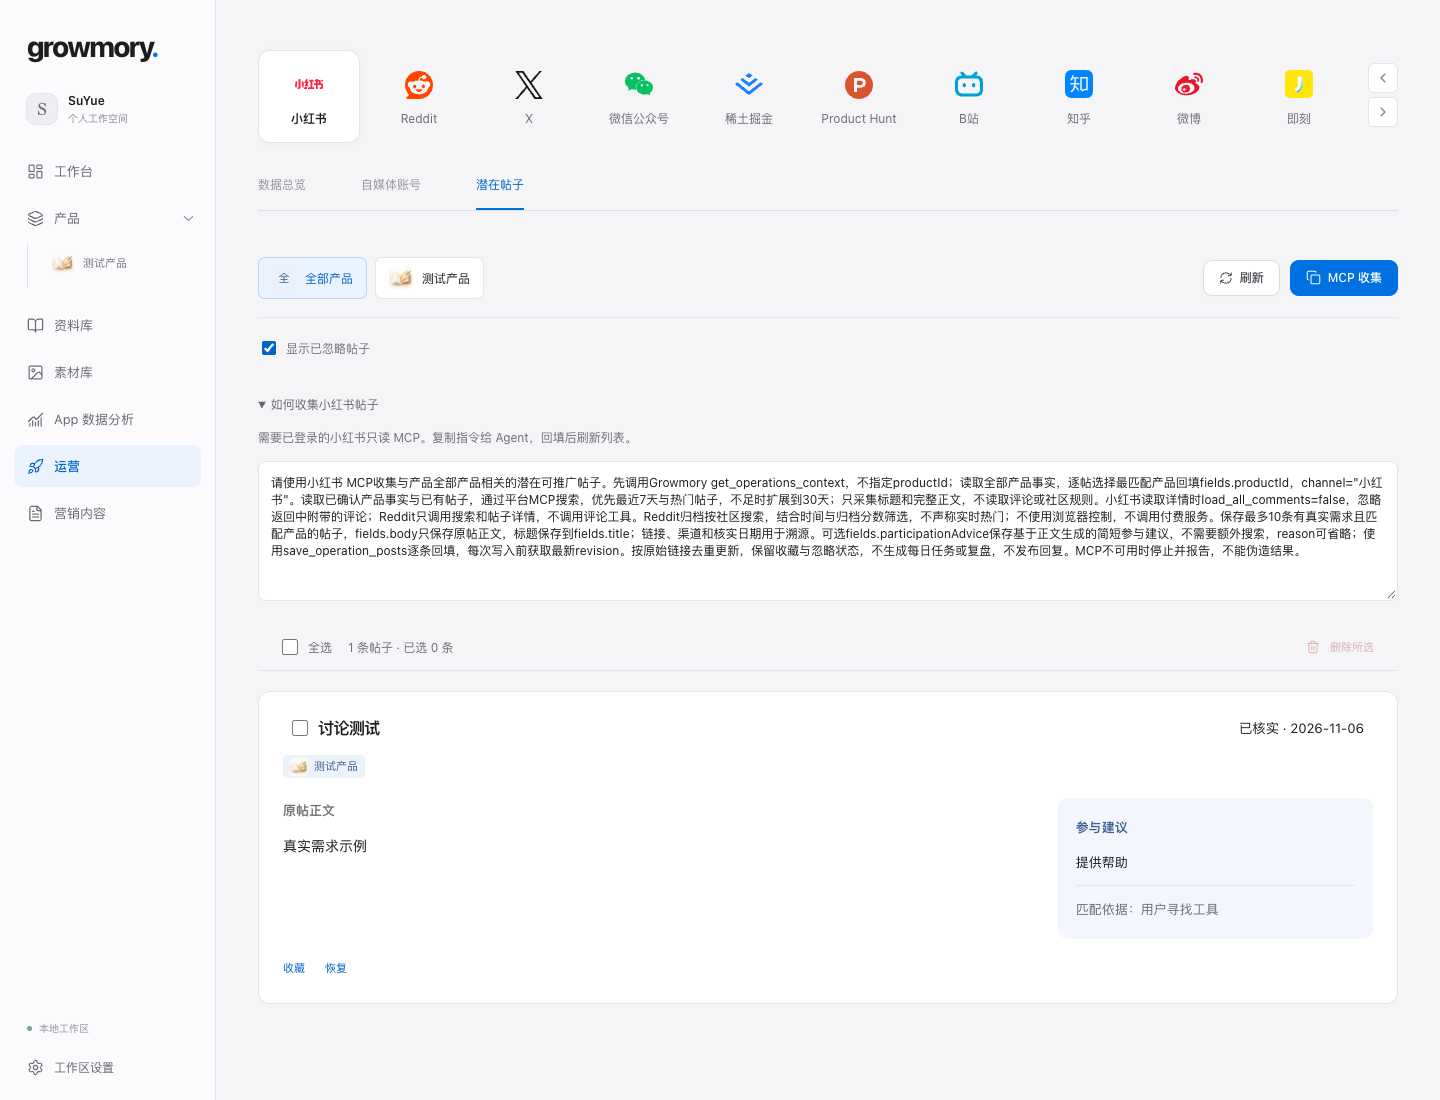 growmory.
S
SuYue
个人工作空间
工作台
产品
测试产品
资料库
素材库
App 数据分析
运营
营销内容
本地工作区
工作区设置
小红书
小红书
Reddit
X
微信公众号
稀土掘金
P
Product Hunt
B站
知
知乎
微博
即刻
数据总览
自媒体账号
潜在帖子
全
全部产品
测试产品
刷新
MCP 收集
显示已忽略帖子
▼ 如何收集小红书帖子
需要已登录的小红书只读 MCP。复制指令给 Agent，回填后刷新列表。
请使用小红书 MCP收集与产品全部产品相关的潜在可推广帖子。先调用Growmory get_operations_context，不指定productId；读取全部产品事实，逐帖选择最匹配产品回填fields.productId，channel="小红
书"。读取已确认产品事实与已有帖子，通过平台MCP搜索，优先最近7天与热门帖子，不足时扩展到30天；只采集标题和完整正文，不读取评论或社区规则。小红书读取详情时load_all_comments=false，忽略
返回中附带的评论；Reddit只调用搜索和帖子详情，不调用评论工具。Reddit归档按社区搜索，结合时间与归档分数筛选，不声称实时热门；不使用浏览器控制，不调用付费服务。保存最多10条有真实需求且匹
配产品的帖子，fields.body只保存原帖正文，标题保存到fields.title；链接、渠道和核实日期用于溯源。可选fields.participationAdvice保存基于正文生成的简短参与建议，不需要额外搜索，reason可省略；使
用save_operation_posts逐条回填，每次写入前获取最新revision。按原始链接去重更新，保留收藏与忽略状态，不生成每日任务或复盘，不发布回复。MCP不可用时停止并报告，不能伪造结果。
全选
1 条帖子 · 已选 0 条
删除所选
讨论测试
已核实 · 2026-11-06
测试产品
原帖正文
真实需求示例
参与建议
提供帮助
匹配依据：用户寻找工具
收藏
恢复